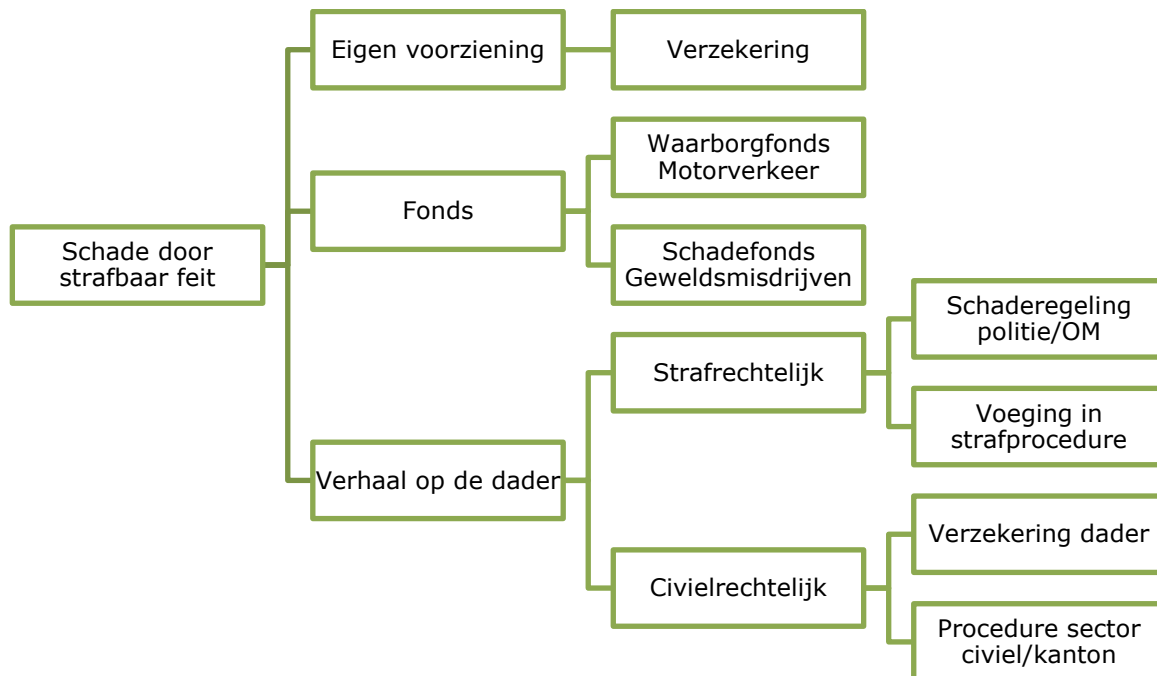 Eigen voorziening
Verzekering
Waarborgfonds
Motorverkeer
Fonds
Schade door
strafbaar feit
Schadefonds
Geweldsmisdrijven
Schaderegeling
politie/OM
Strafrechtelijk
Voeging in
strafprocedure
Verhaal op de dader
Verzekering dader
Civielrechtelijk
Procedure sector
civiel/kanton